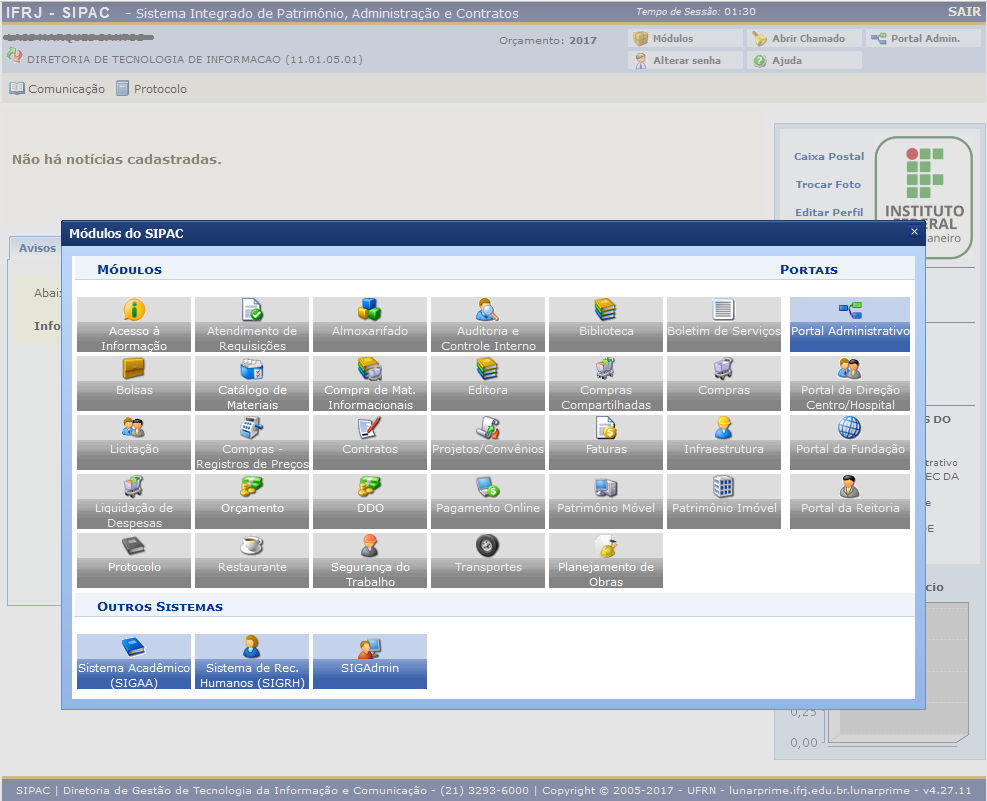 IFRJ - SIPAC - Sistema Integrado de Patrimônio, Administração e Contratos
Tempo de Sessão: 01:30
SAIR
Orçamento: 2017
Módulos
Abrir Chamado
Portal Admin.
DIRETORIA DE TECNOLOGIA DE INFORMACAO (11.01.05.01)
Alterar senha
Ajuda
Comunicação
Protocolo
Não há notícias cadastradas.
Caixa Postal
Trocar Foto
Editar Perfil
INSTITUTO
Avisos
Módulos do SIPAC
MÓDULOS
PORTAIS
Acesso à
Informação
Atendimento de
Requisições
Almoxarifado
Auditoria e
Controle Interno
Biblioteca
Boletim de Serviços
Portal Administrativo
Bolsas
Catálogo de
Materiais
Compra de Mat.
Informacionais
Editora
Compras
Compartilhadas
Compras
Portal da Direção
Centro/Hospital
Licitação
Compras -
Registros de Preços
Contratos
Projetos/Convênios
Faturas
Infraestrutura
Portal da Fundação
Liquidação de
Despesas
Orçamento
DDO
Pagamento Online
Patrimônio Móvel
Patrimônio Imóvel
Portal da Reitoria
Protocolo
Restaurante
Segurança do
Trabalho
Transportes
Planejamento de
Obras
OUTROS SISTEMAS
Sistema Acadêmico
(SIGAA)
Sistema de Rec.
Humanos (SIGRH)
SIGAdmin
0,25
0,00
SIPAC | Diretoria de Gestão de Tecnologia da Informação e Comunicação - (21) 3293-6000 | Copyright © 2005-2017 - UFRN - lunarprime.ifrj.edu.br.lunarprime - v4.27.11